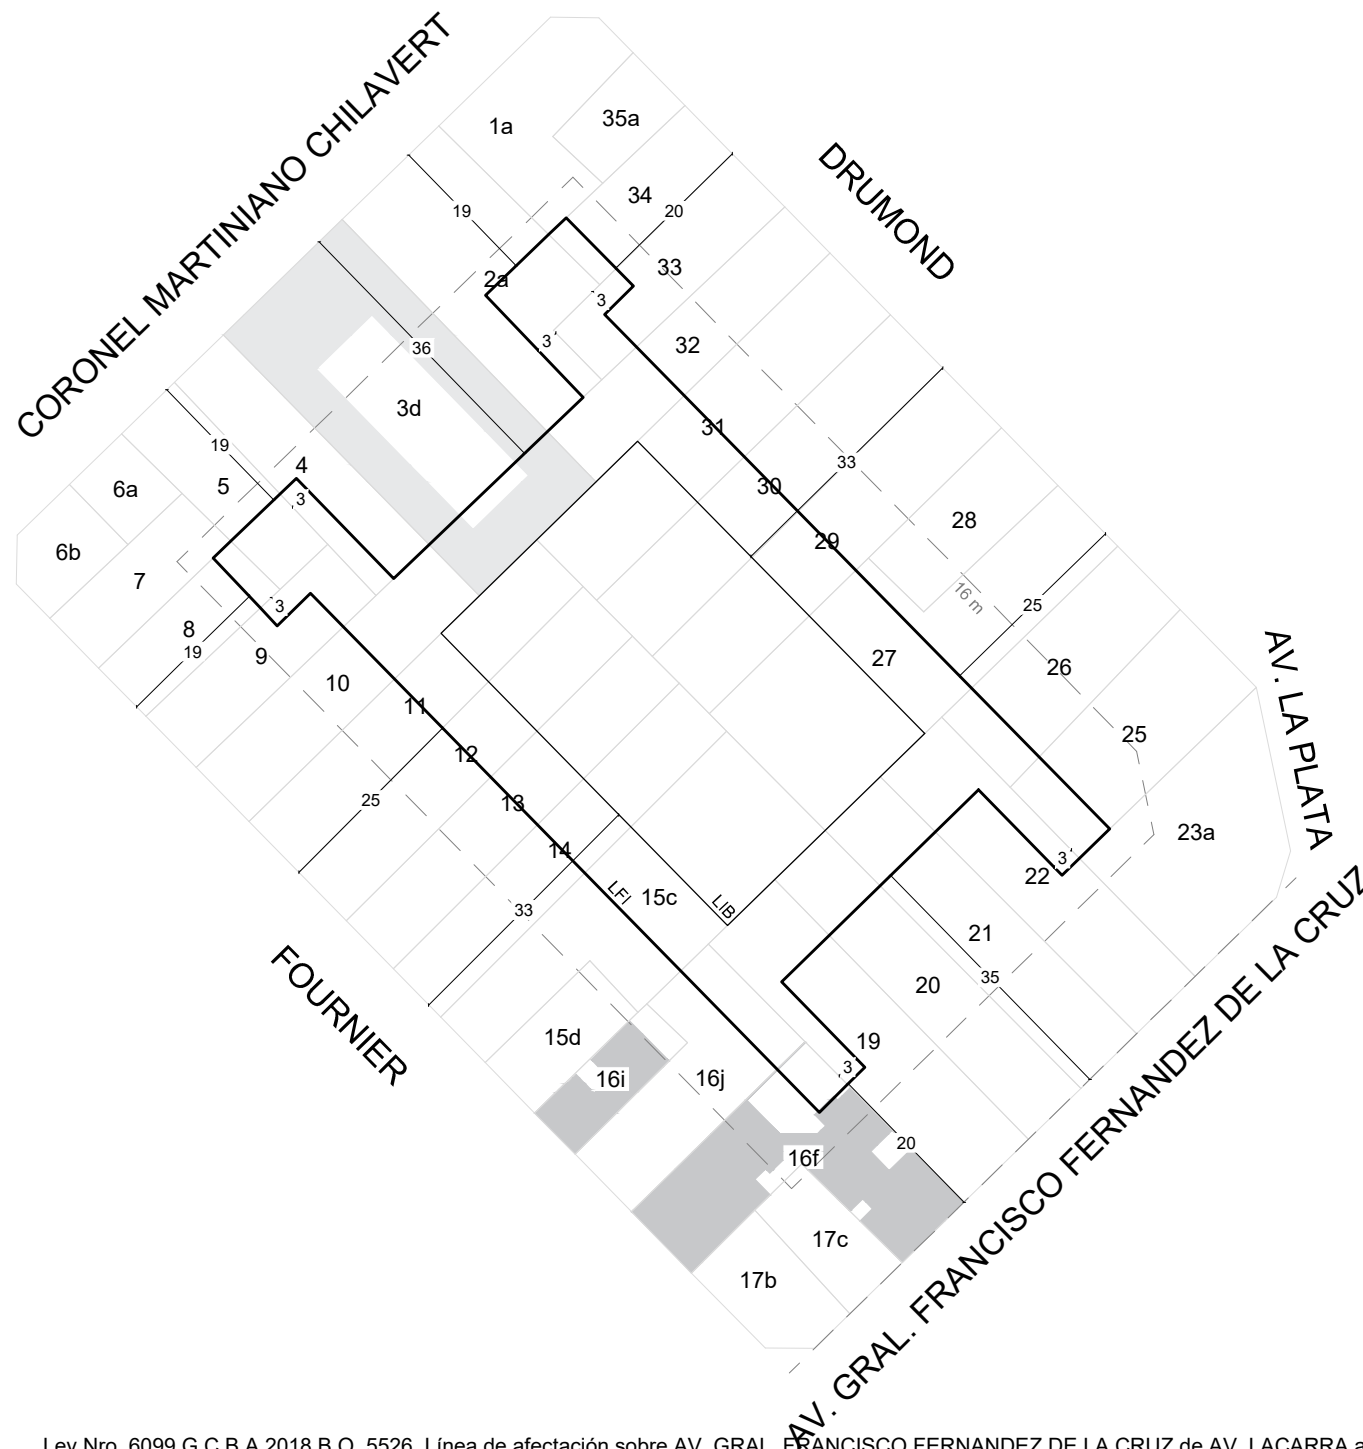 CORONEL MARTINIANO CHILAVERT
DRUMOND
AV. LA PLATA
AV. GRAL. FRANCISCO FERNANDEZ DE LA CRUZ
FOURNIER
1a
35a
34
20
19
33
2a
3
32
3
36
3d
31
33
30
29
28
19
4
5
3
6a
6b
7
3
8
19
9
10
16 m
25
26
27
25
11
12
13
14
25
33
LFI
15c
LIB
23a
3
22
21
35
20
19
3
15d
16i
16j
16f
20
17c
17b
Ley Nro. 6099 G.C.B.A 2018 B.O. 5526. Línea de afectación sobre AV. GRAL. FRANCISCO FERNANDEZ DE LA CRUZ de AV. LACARRA a